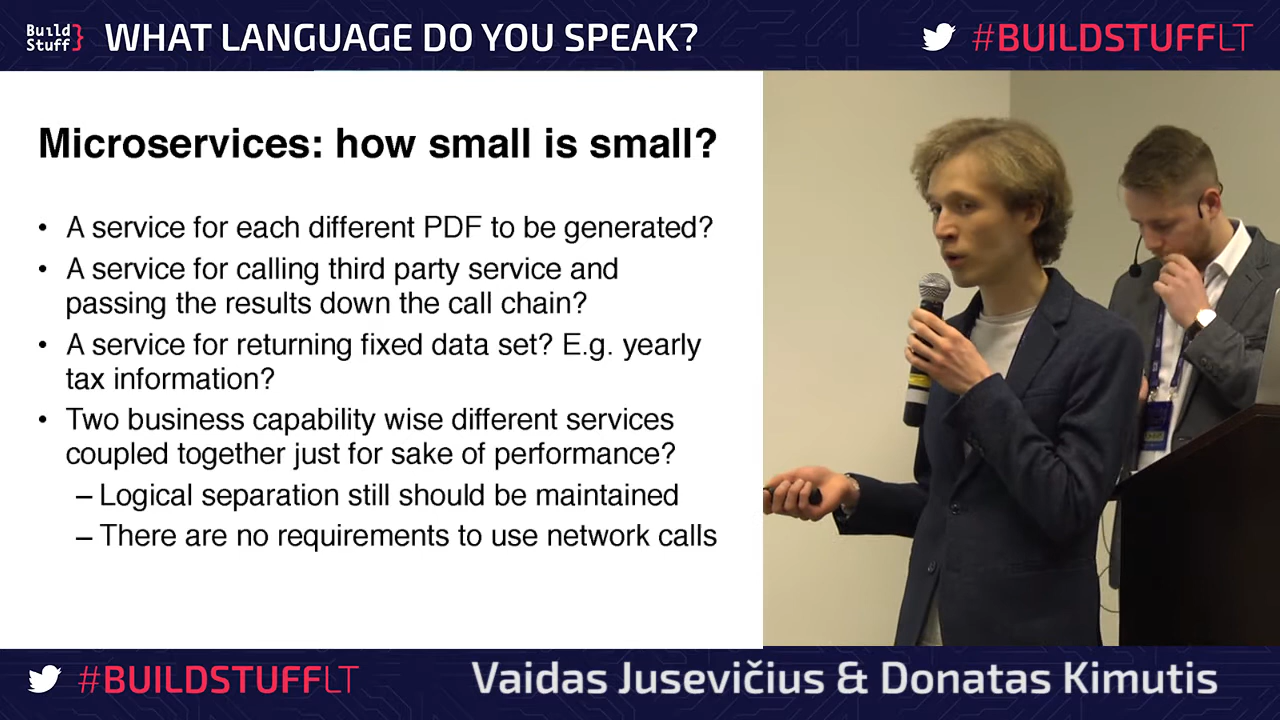 Build
Stuff}
WHAT LANGUAGE DO YOU SPEAK?
#BUILDSTUFFLT
Microservices: how small is small?
• A service for each different PDF to be generated?
• A service for calling third party service and
passing the results down the call chain?
• A service for returning fixed data set? E.g. yearly
tax information?
• Two business capability wise different services
coupled together just for sake of performance?
– Logical separation still should be maintained
– There are no requirements to use network calls
#BUILDSTUFFLT
Vaidas Jusevičius & Donatas Kimutis